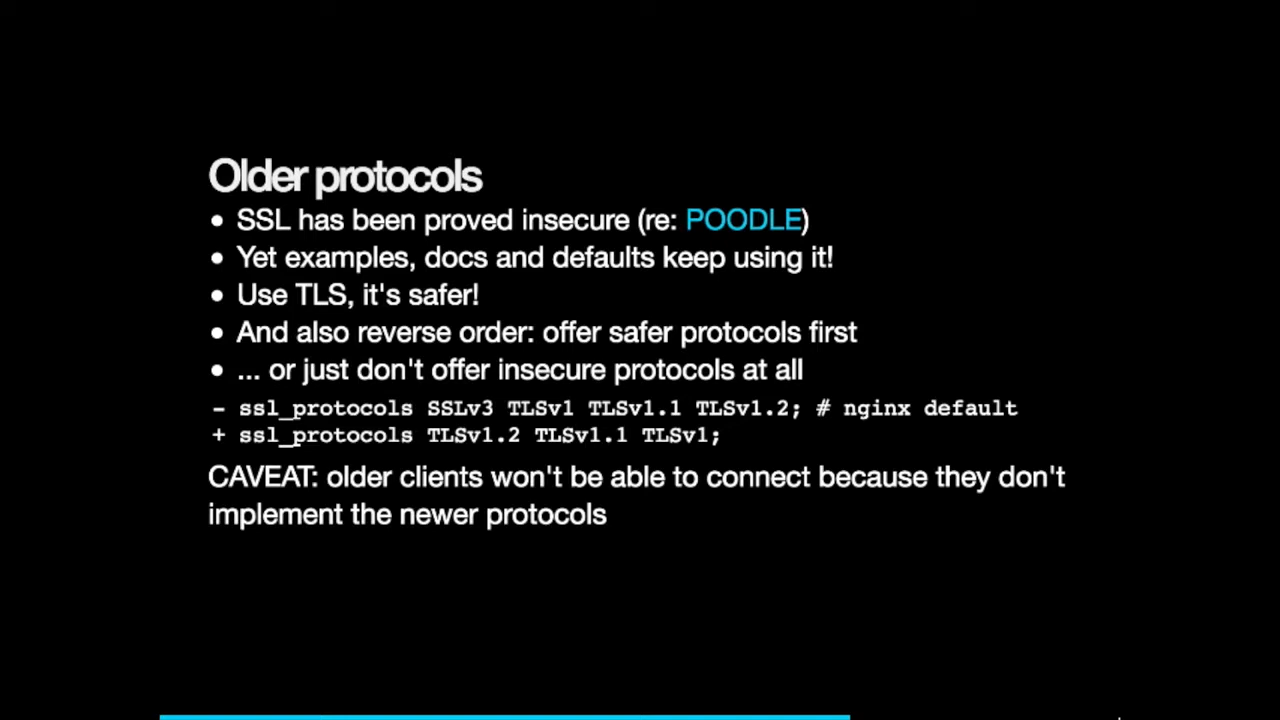 Older protocols
• SSL has been proved insecure (re: POODLE)
• Yet examples, docs and defaults keep using it!
• Use TLS, it's safer!
• And also reverse order: offer safer protocols first
• ... or just don't offer insecure protocols at all
- ssl_protocols SSLv3 TLSv1 TLSv1.1 TLSv1.2; # nginx default
+ ssl_protocols TLSv1.2 TLSv1.1 TLSv1;
CAVEAT: older clients won't be able to connect because they don't
implement the newer protocols